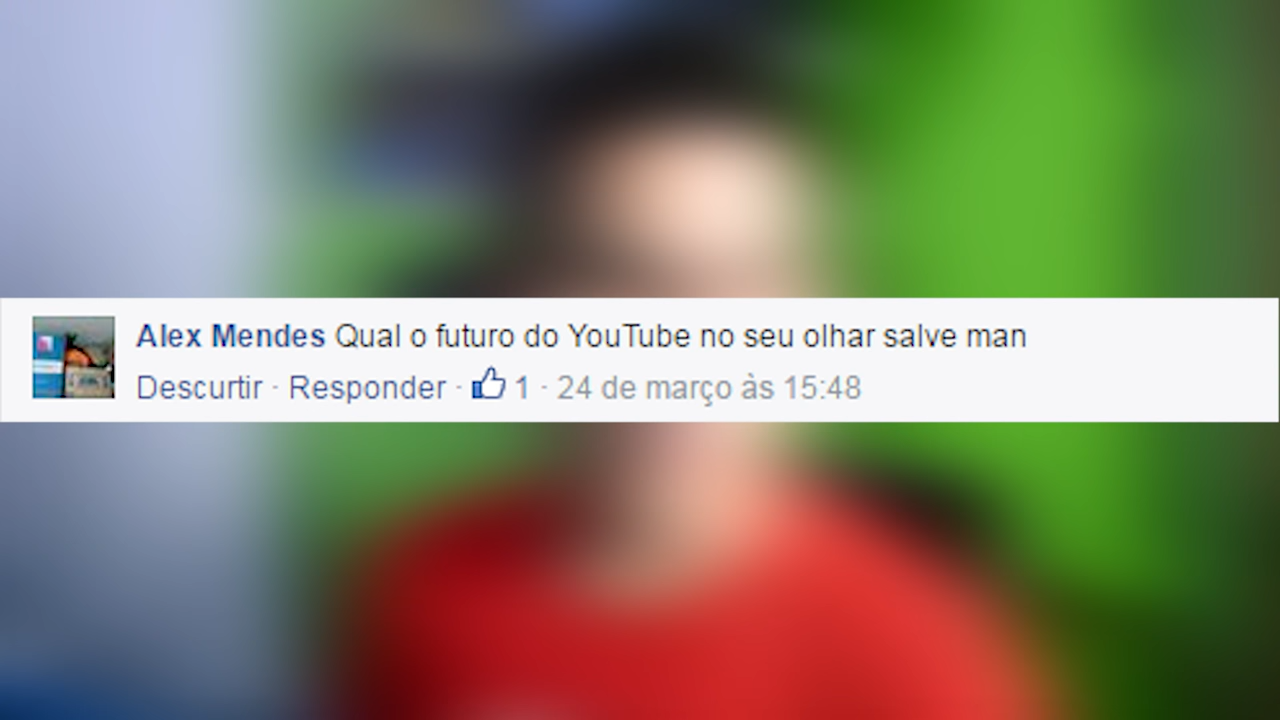 Alex Mendes Qual o futuro do YouTube no seu olhar salve man
Descurtir · Responder · 1 · 24 de março às 15:48